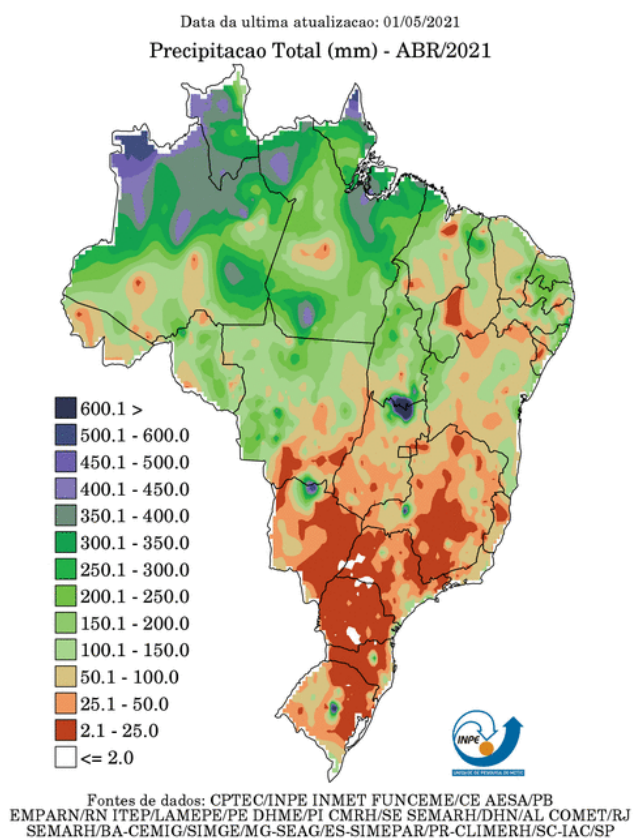 Data da ultima atualizacao: 01/05/2021
Precipitacao Total (mm) - ABR/2021
600.1 >
500.1 - 600.0
450.1 - 500.0
400.1 - 450.0
350.1 - 400.0
300.1 - 350.0
250.1 - 300.0
200.1 - 250.0
150.1 - 200.0
100.1 - 150.0
50.1 - 100.0
25.1 - 50.0
2.1 - 25.0
<= 2.0
INPE
Fontes de dados: CPTEC/INPE INMET FUNCEME/CE AESA/PB
EMPARN/RN ITEP/LAMEPE/PE DHME/PI CMRH/SE SEMARH/DHN/AL COMET/RJ
SEMARH/BA-CEMIG/SIMGE/MG-SEAG/ES-SIMEPAR/PR-CLIMERH/SC-IAC/SP